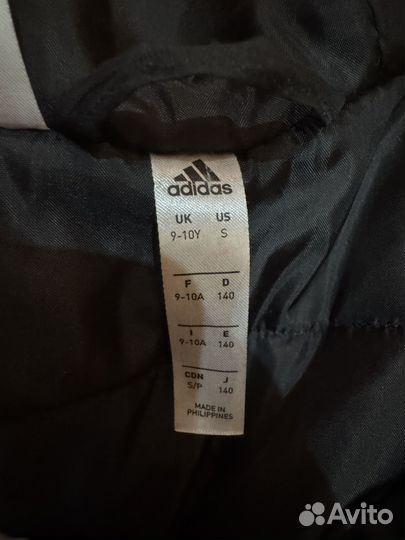 adidas
UK US
9-10Y S
F D
9-10A 140
I E
9-10A 140
CDN J
S/P 140
MADE IN
PHILIPPINES
Avito